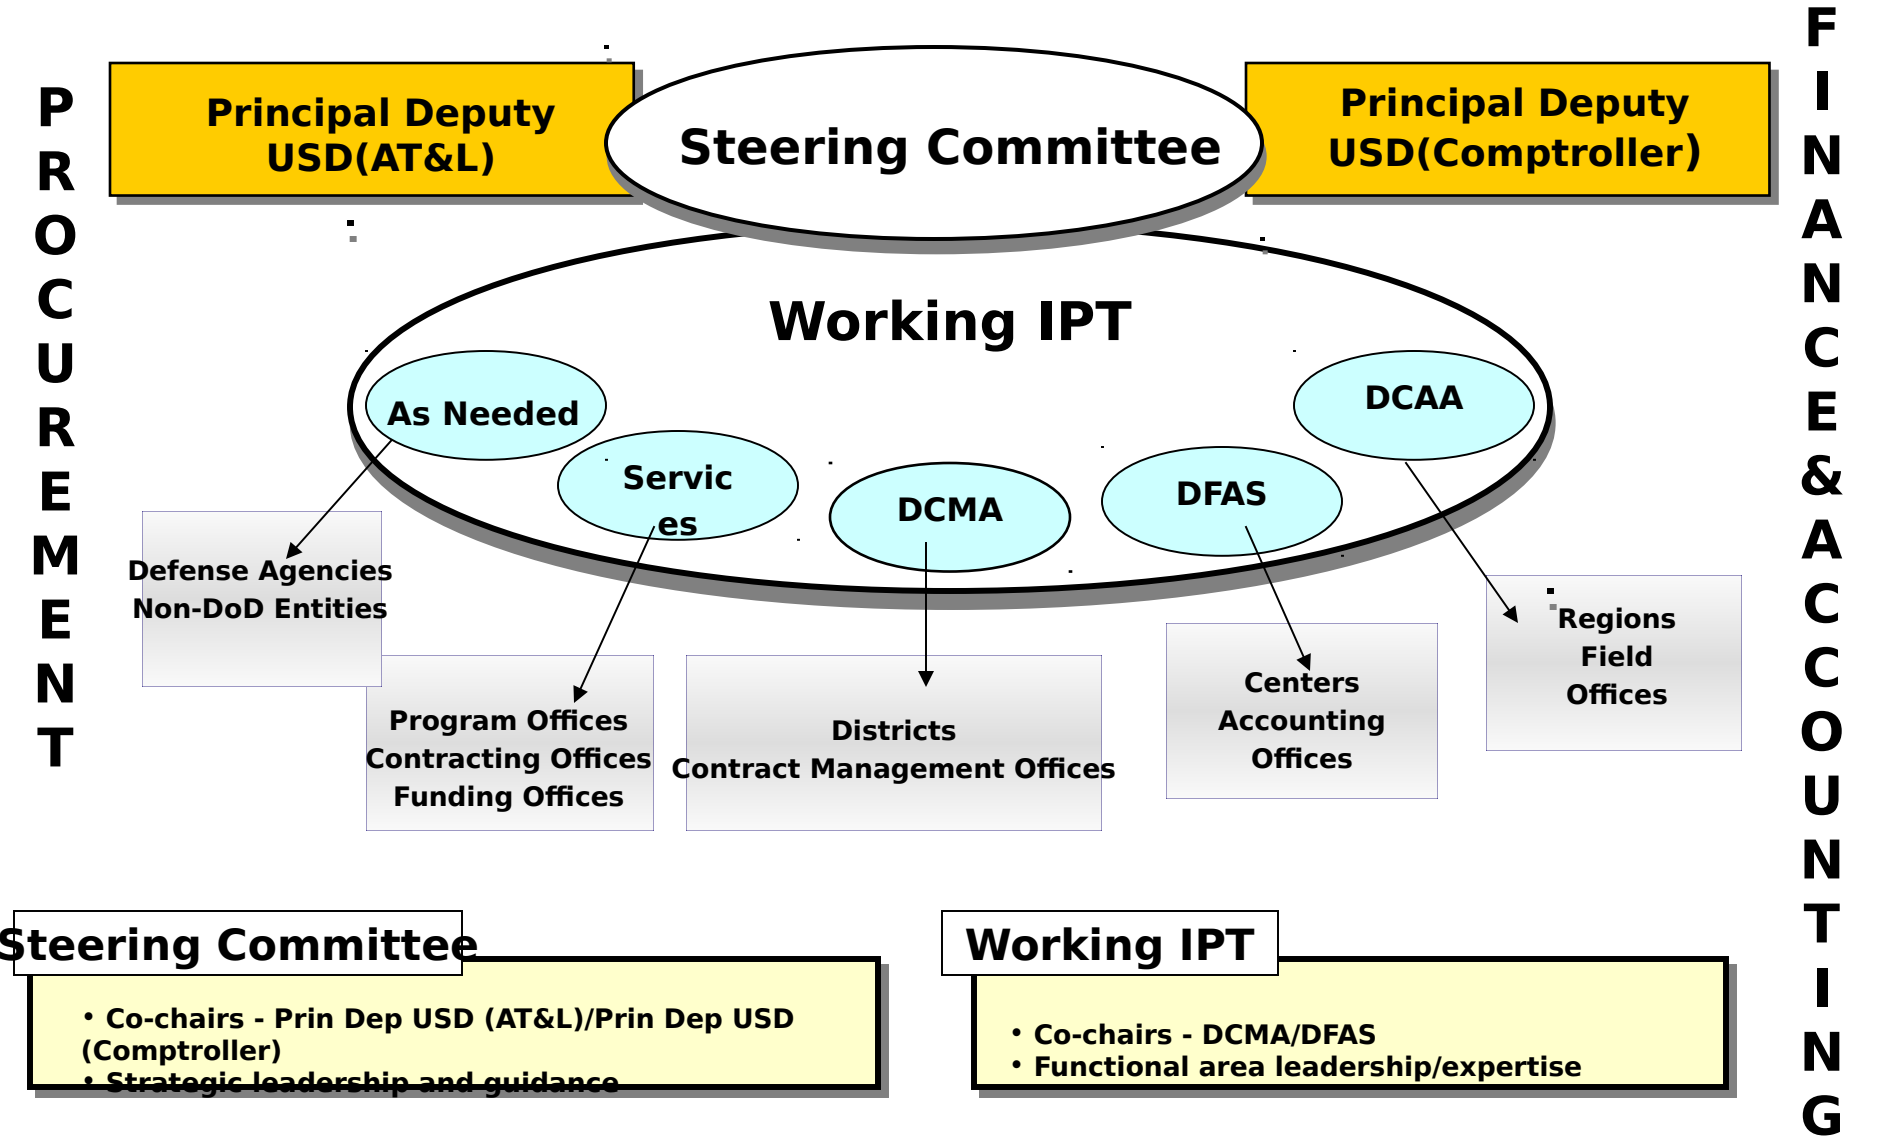 PROCUREMENT
Principal Deputy
USD(AT&L)
Steering Committee
Principal Deputy
USD(Comptroller)
FINANCE&ACCOUNTING
Working IPT
As Needed
Servic
es
DCMA
DFAS
DCAA
Defense Agencies
Non-DoD Entities
Program Offices
Contracting Offices
Funding Offices
Districts
Contract Management Offices
Centers
Accounting
Offices
Regions
Field
Offices
Steering Committee
• Co-chairs - Prin Dep USD (AT&L)/Prin Dep USD
(Comptroller)
• Strategic leadership and guidance
Working IPT
• Co-chairs - DCMA/DFAS
• Functional area leadership/expertise